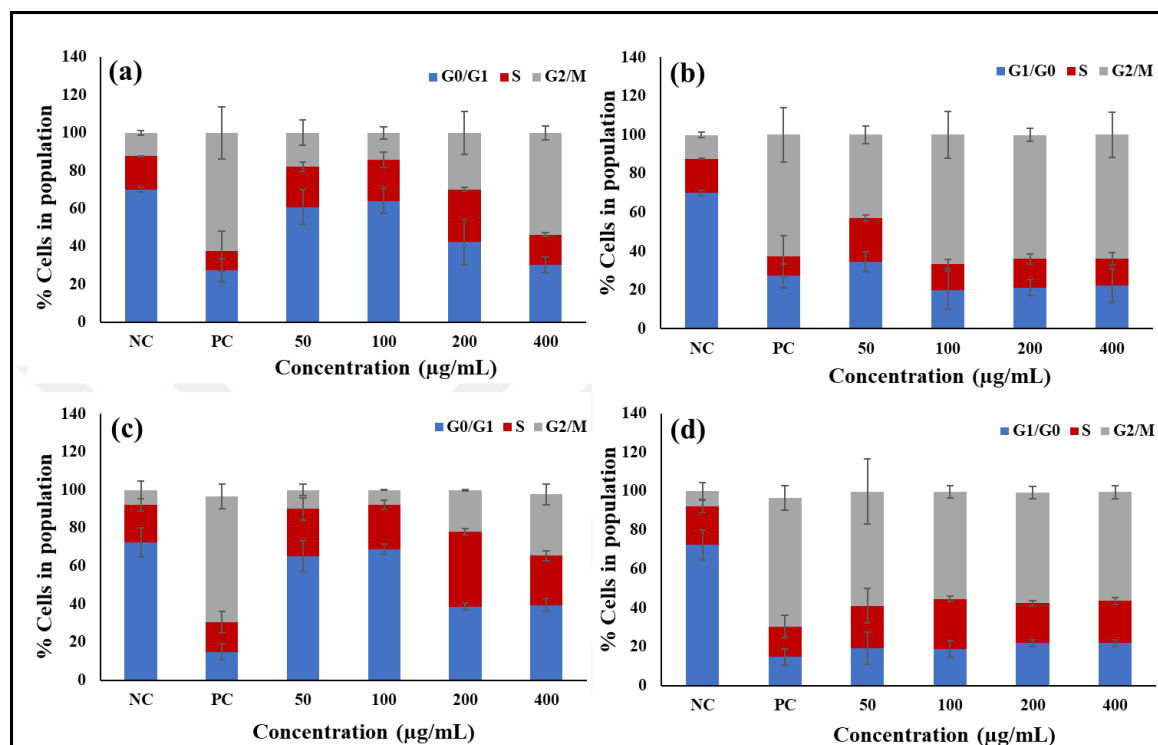 (a)
G0/G1 S G2/M
140
120
100
80
60
40
20
0
% Cells in population
NC PC 50 100 200 400
Concentration (µg/mL)
(b)
G1/G0 S G2/M
140
120
100
80
60
40
20
0
% Cells in population
NC PC 50 100 200 400
Concentration (µg/mL)
(c)
G0/G1 S G2/M
140
120
100
80
60
40
20
0
% Cells in population
NC PC 50 100 200 400
Concentration (µg/mL)
(d)
G1/G0 S G2/M
140
120
100
80
60
40
20
0
% Cells in population
NC PC 50 100 200 400
Concentration (µg/mL)